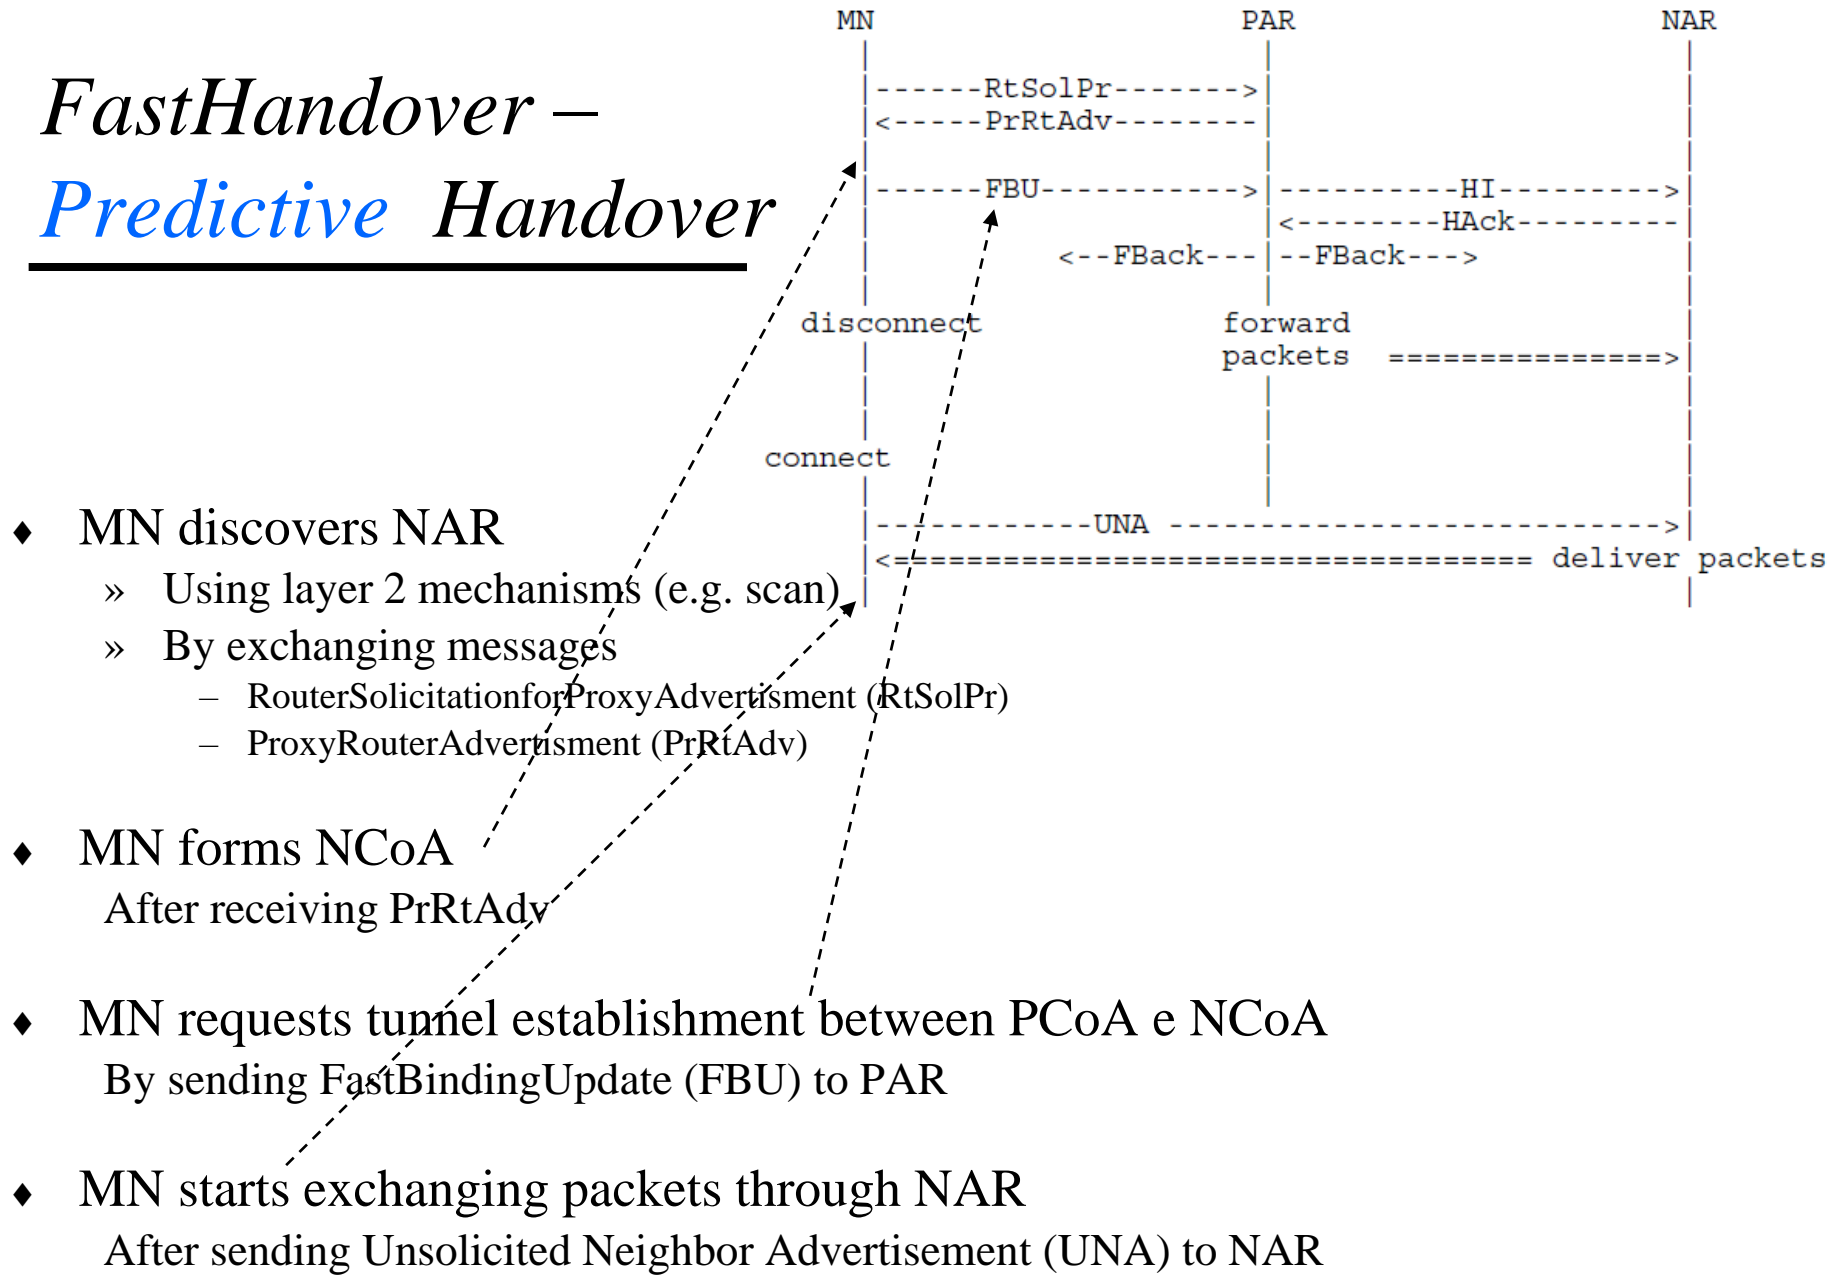 FastHandover –
Predictive Handover
MN PAR NAR
|------RtSolPr------->|
|<-----PrRtAdv--------|
|------FBU----------->|----------HI--------->|
|<--------HAck---------|
<--FBack---|--FBack--->
disconnect forward
packets ===============>|
connect
|------------UNA --------------------------->|
|<=================================== deliver packets
♦ MN discovers NAR
» Using layer 2 mechanisms (e.g. scan)
» By exchanging messages
– RouterSolicitationforProxyAdvertisment (RtSolPr)
– ProxyRouterAdvertisment (PrRtAdv)
♦ MN forms NCoA
After receiving PrRtAdv
♦ MN requests tunnel establishment between PCoA e NCoA
By sending FastBindingUpdate (FBU) to PAR
♦ MN starts exchanging packets through NAR
After sending Unsolicited Neighbor Advertisement (UNA) to NAR